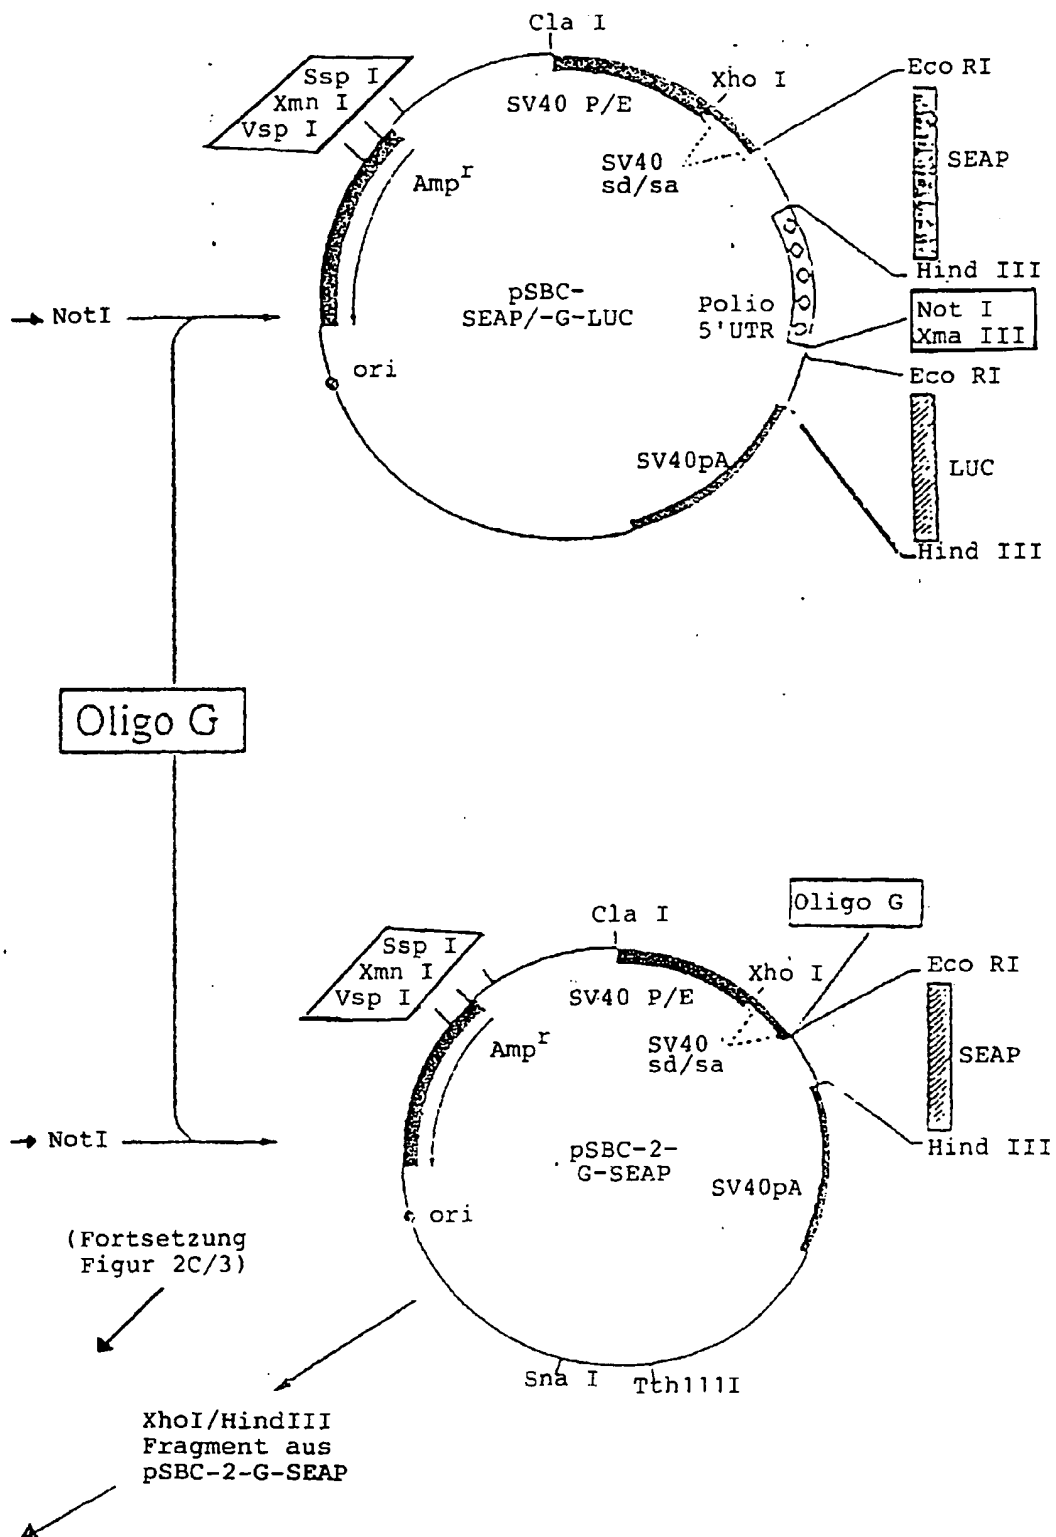 Cla I
Ssp I
Xmn I
Vsp I
SV40 P/E
Xho I
Eco RI
SV40
sd/sa
SEAP
Amp^r
Hind III
→ NotI
pSBC-
SEAP/-G-LUC
Polio
5'UTR
Not I
Xma III
ori
Eco RI
SV40pA
LUC
Hind III
Oligo G
Oligo G
Cla I
Ssp I
Xmn I
Vsp I
Xho I
Eco RI
SV40 P/E
SV40
sd/sa
Amp^r
SEAP
→ NotI
pSBC-2-
G-SEAP
Hind III
SV40pA
ori
(Fortsetzung
Figur 2C/3)
Sna I
Tth111I
XhoI/HindIII
Fragment aus
pSBC-2-G-SEAP